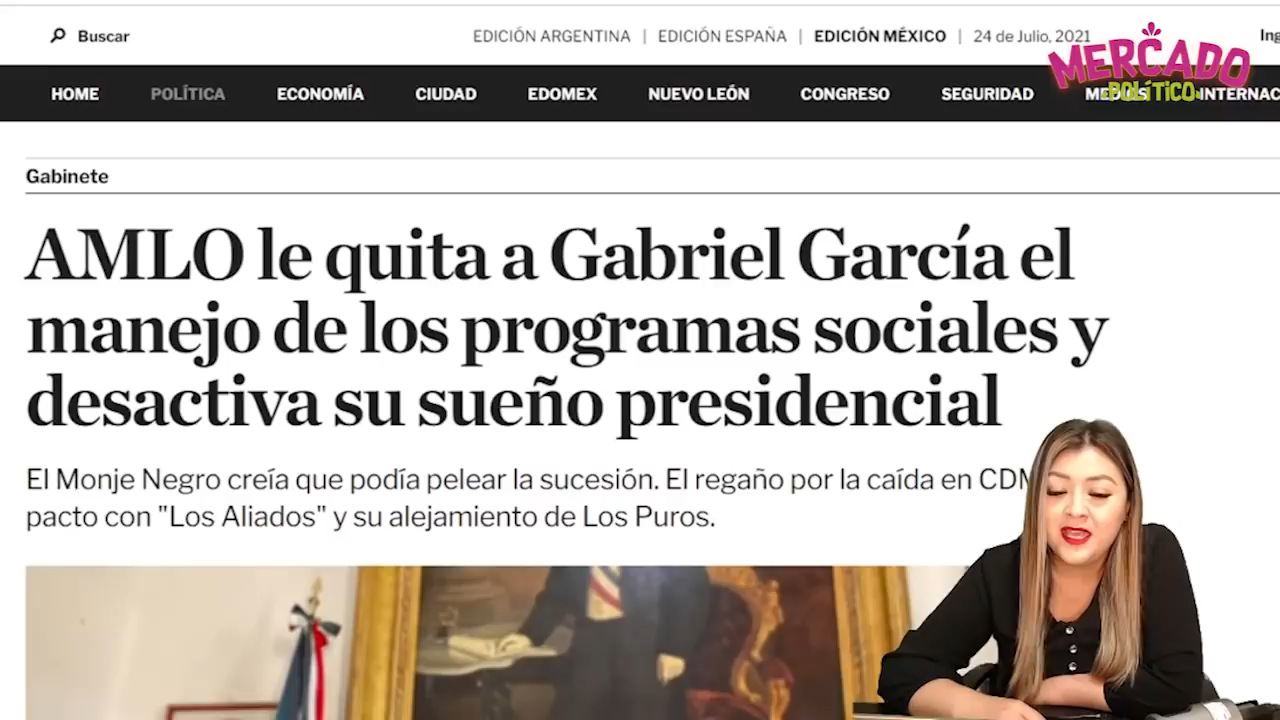 Buscar
EDICIÓN ARGENTINA | EDICIÓN ESPAÑA | EDICIÓN MÉXICO | 24 de Julio, 2021
HOME POLÍTICA ECONOMÍA CIUDAD EDOMEX NUEVO LEÓN CONGRESO SEGURIDAD MEDIOS INTERNAC
MERCADO
POLÍTICO
Gabinete
AMLO le quita a Gabriel García el
manejo de los programas sociales y
desactiva su sueño presidencial
El Monje Negro creía que podía pelear la sucesión. El regaño por la caída en
pacto con "Los Aliados" y su alejamiento de Los Puros.